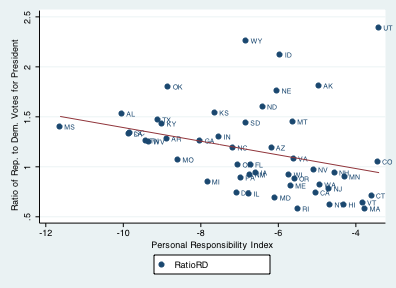 2.5
2
1.5
1
.5
Ratio of Rep. to Dem. Votes for President
UT
WY
ID
OK
NE
AK
AL
KS
ND
TX
KY
SD
MT
MS
IN
AR
GA
WV
NC
AZ
MO
VA
CO
FL
NV
IA
NM
WI
NH
MN
PA
OR
MI
ME
WA
NJ
DE
IL
CA
CT
MD
VT
NY
HI
RI
MA
-12
-10
-8
-6
-4
Personal Responsibility Index
RatioRD